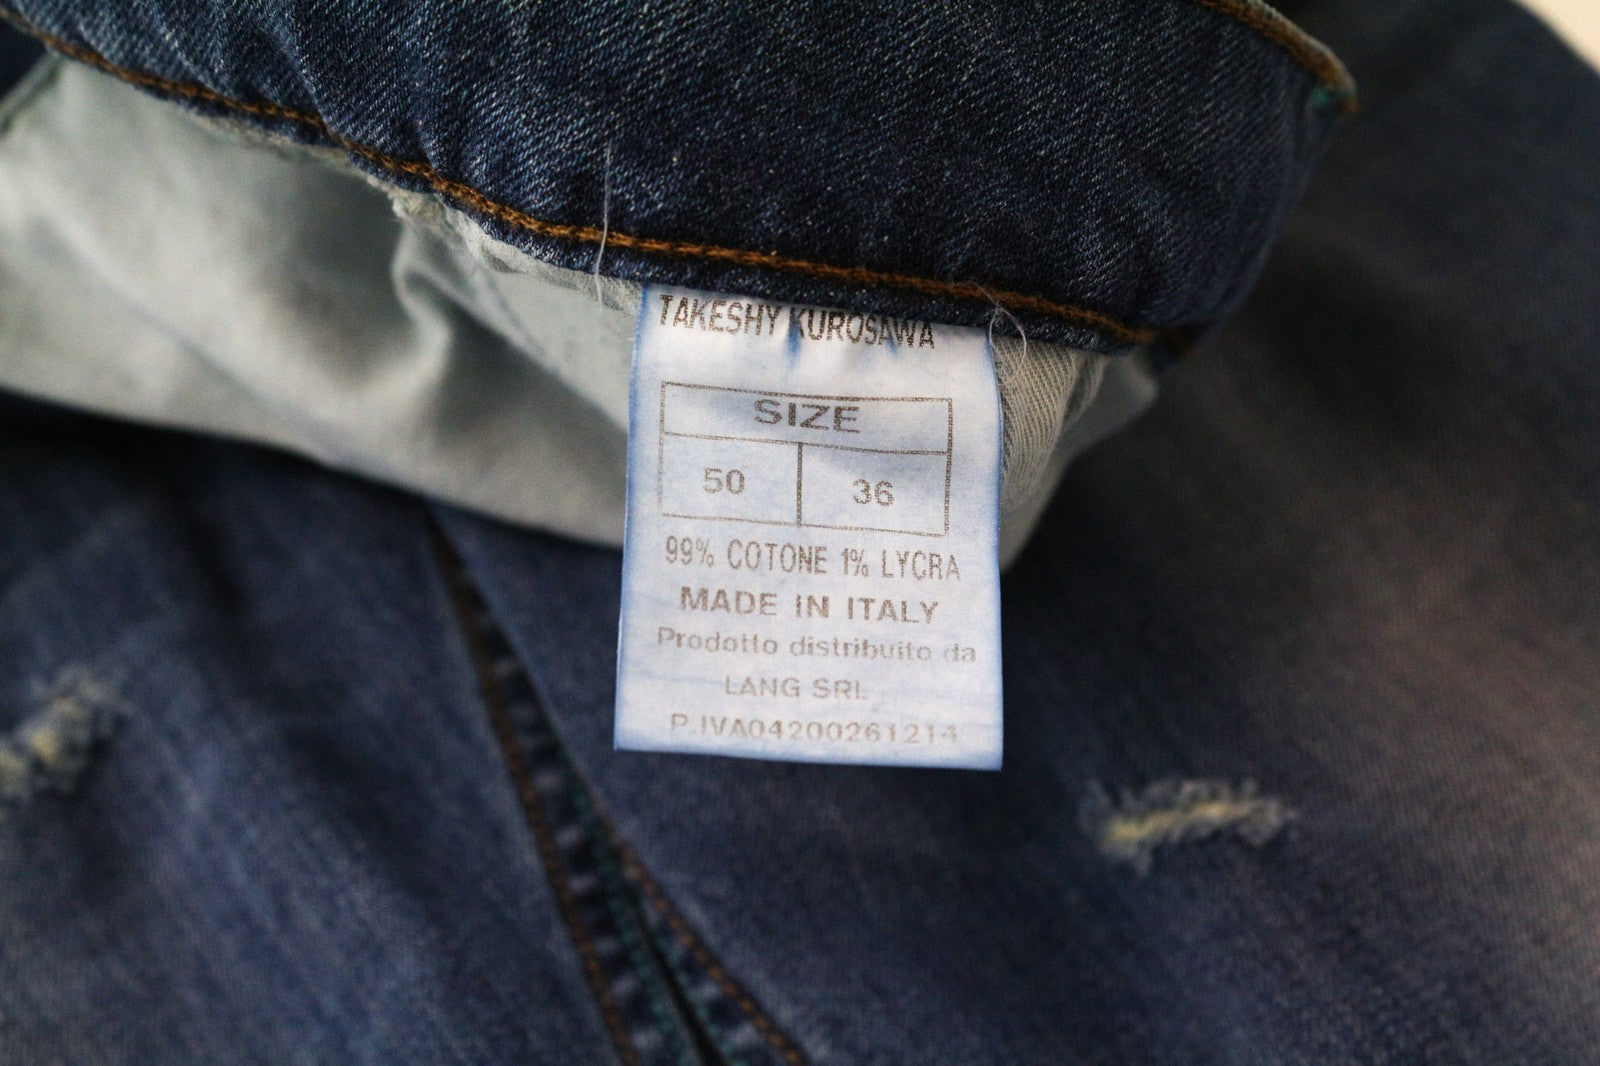 TAKESHY KUROSAWA
SIZE
50 36
99% COTONE 1% LYCRA
MADE IN ITALY
Prodotto distribuito da
LANG SRL
P.IVA04200261214